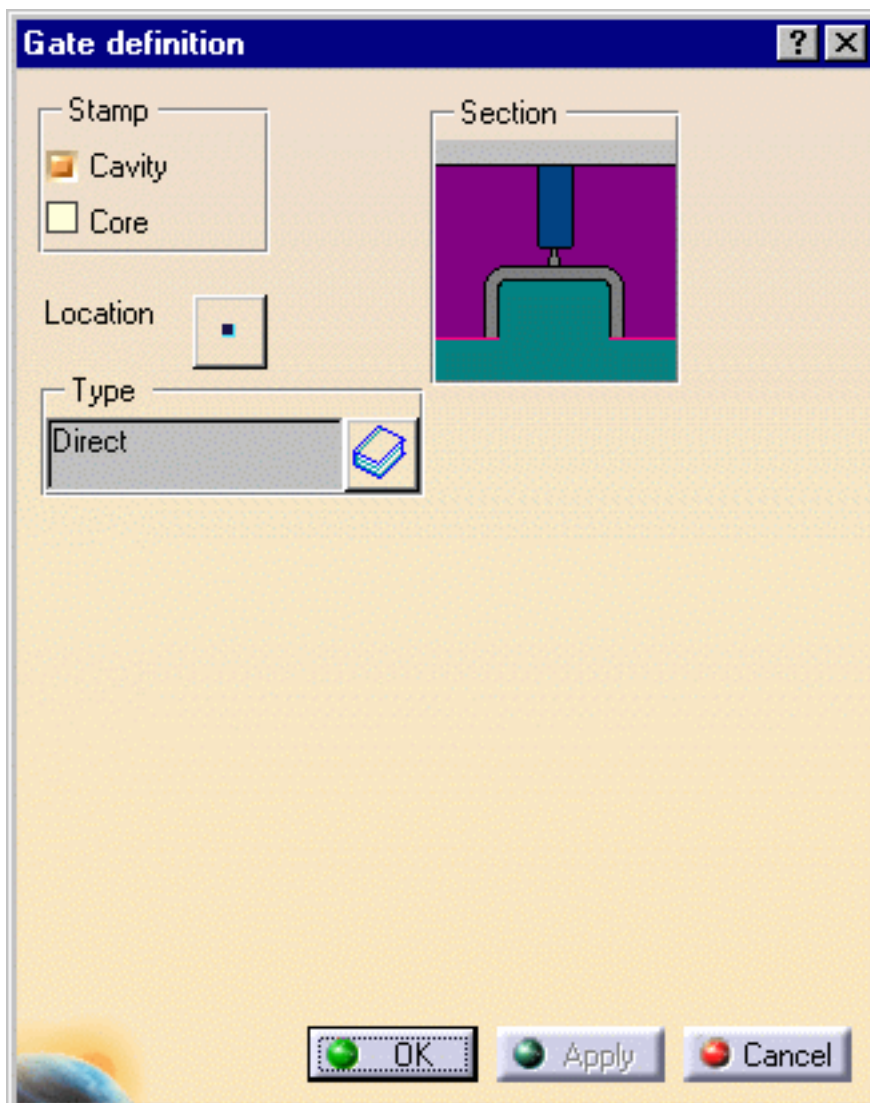 Gate definition
Stamp
Section
Cavity
Core
Location
Type
Direct
OK Apply Cancel